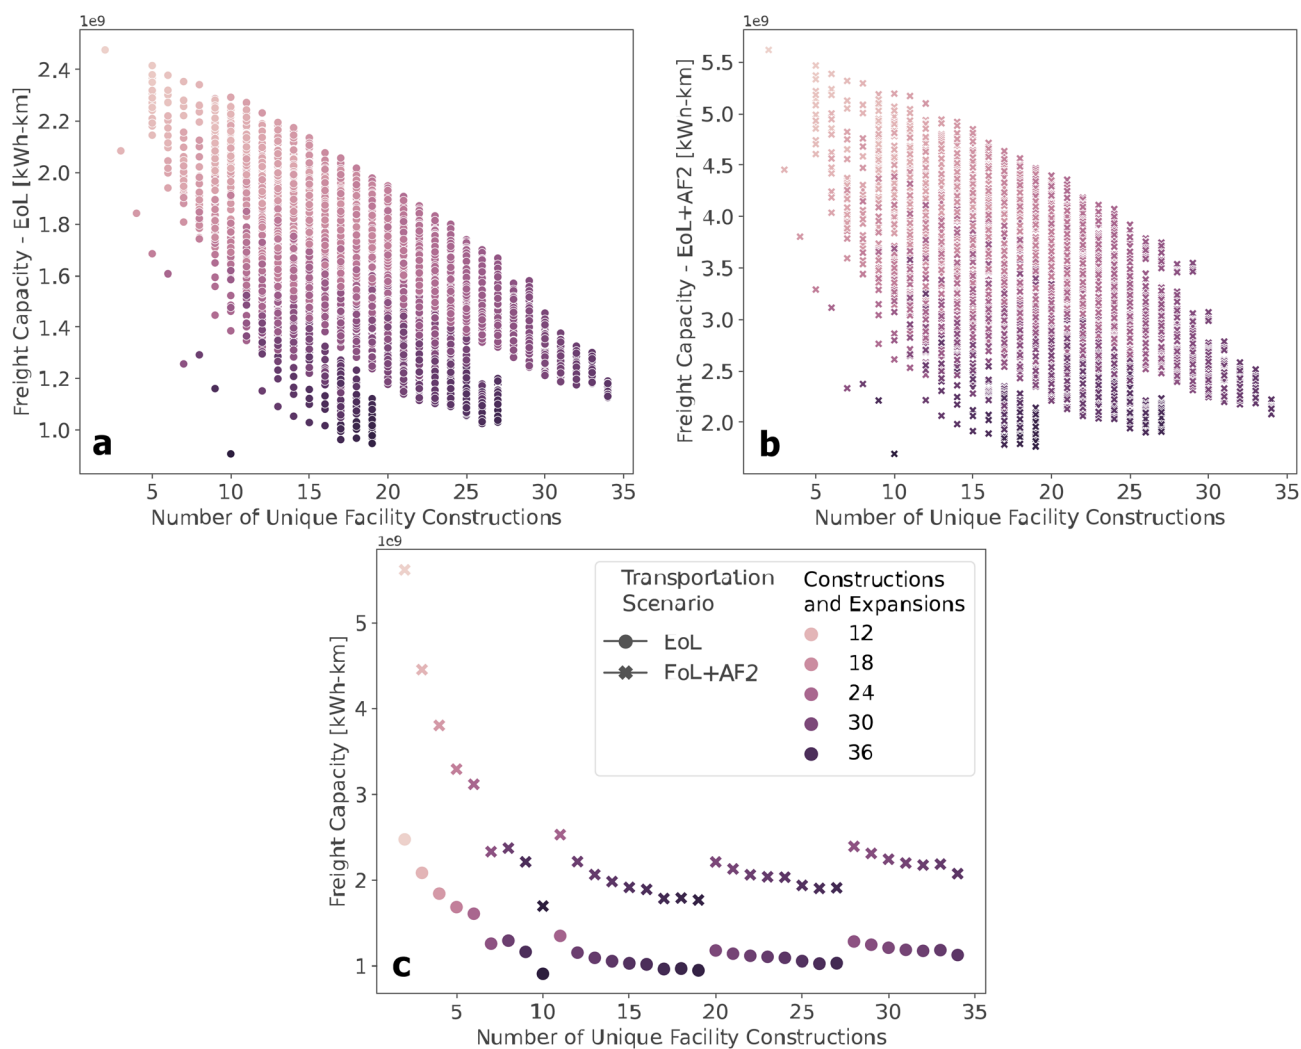 1e9
2.4
2.2
2.0
1.8
1.6
1.4
1.2
1.0
Freight Capacity - EoL [kWh-km]
a
5 10 15 20 25 30 35
Number of Unique Facility Constructions
1e9
5.5
5.0
4.5
4.0
3.5
3.0
2.5
2.0
Freight Capacity - EoL+AF2 [kWn-km]
b
5 10 15 20 25 30 35
Number of Unique Facility Constructions
1e9
5
4
3
2
1
Freight Capacity [kWh-km]
c
5 10 15 20 25 30 35
Number of Unique Facility Constructions
Transportation
Scenario
EoL
FoL+AF2
Constructions
and Expansions
12
18
24
30
36